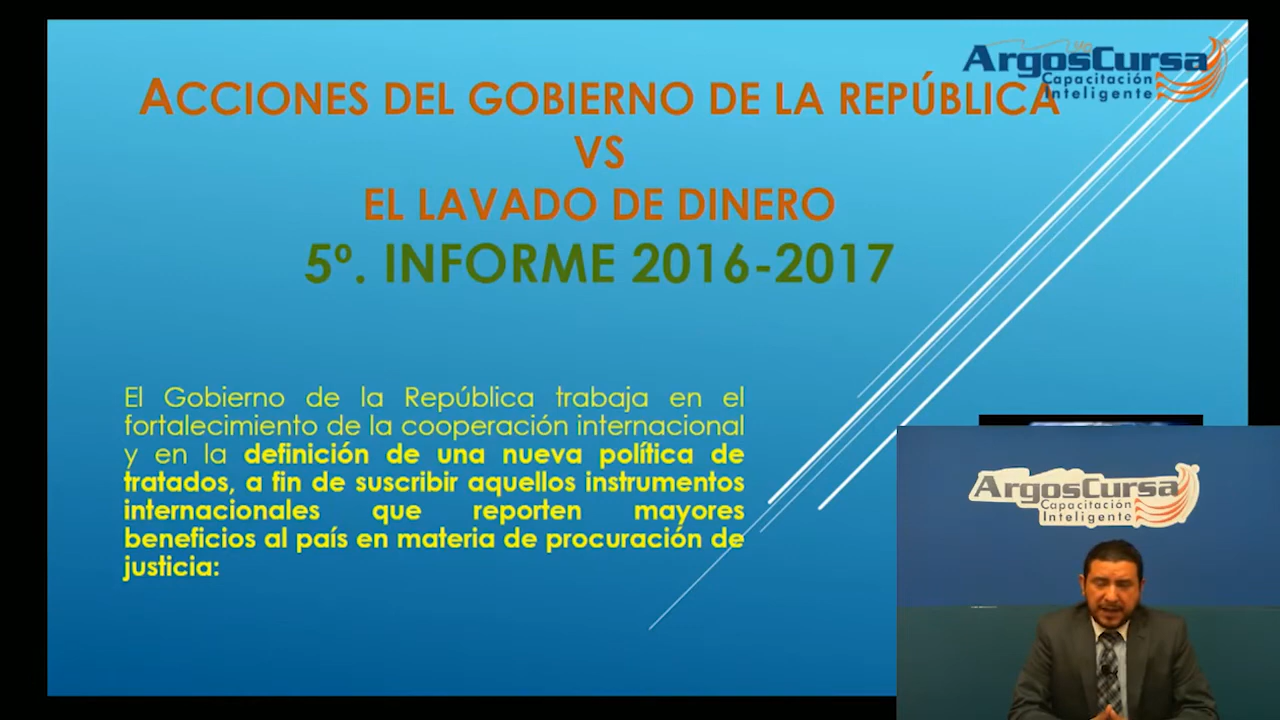 ArgosCursa
Capacitación
Inteligente
ACCIONES DEL GOBIERNO DE LA REPÚBLICA
VS
EL LAVADO DE DINERO
5º. INFORME 2016-2017
El Gobierno de la República trabaja en el
fortalecimiento de la cooperación internacional
y en la definición de una nueva política de
tratados, a fin de suscribir aquellos instrumentos
internacionales que reporten mayores
beneficios al país en materia de procuración de
justicia:
ArgosCursa
Capacitación
Inteligente